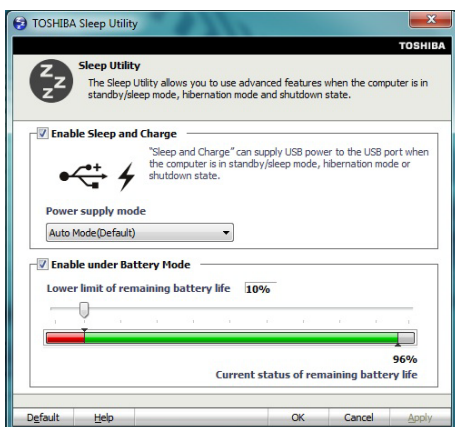 TOSHIBA Sleep Utility
TOSHIBA
Sleep Utility
The Sleep Utility allows you to use advanced features when the computer is in
standby/sleep mode, hibernation mode and shutdown
state.
z z z
Enable Sleep and Charge
"Sleep and Charge" can supply USB power to the USB port when
the computer is in standby/sleep mode, hibernation mode or
shutdown state.
Power supply mode
Auto Mode(Default)
Enable under Battery Mode
Lower limit of remaining battery life 10%
96%
Current status of remaining battery life
Default Help OK Cancel Apply